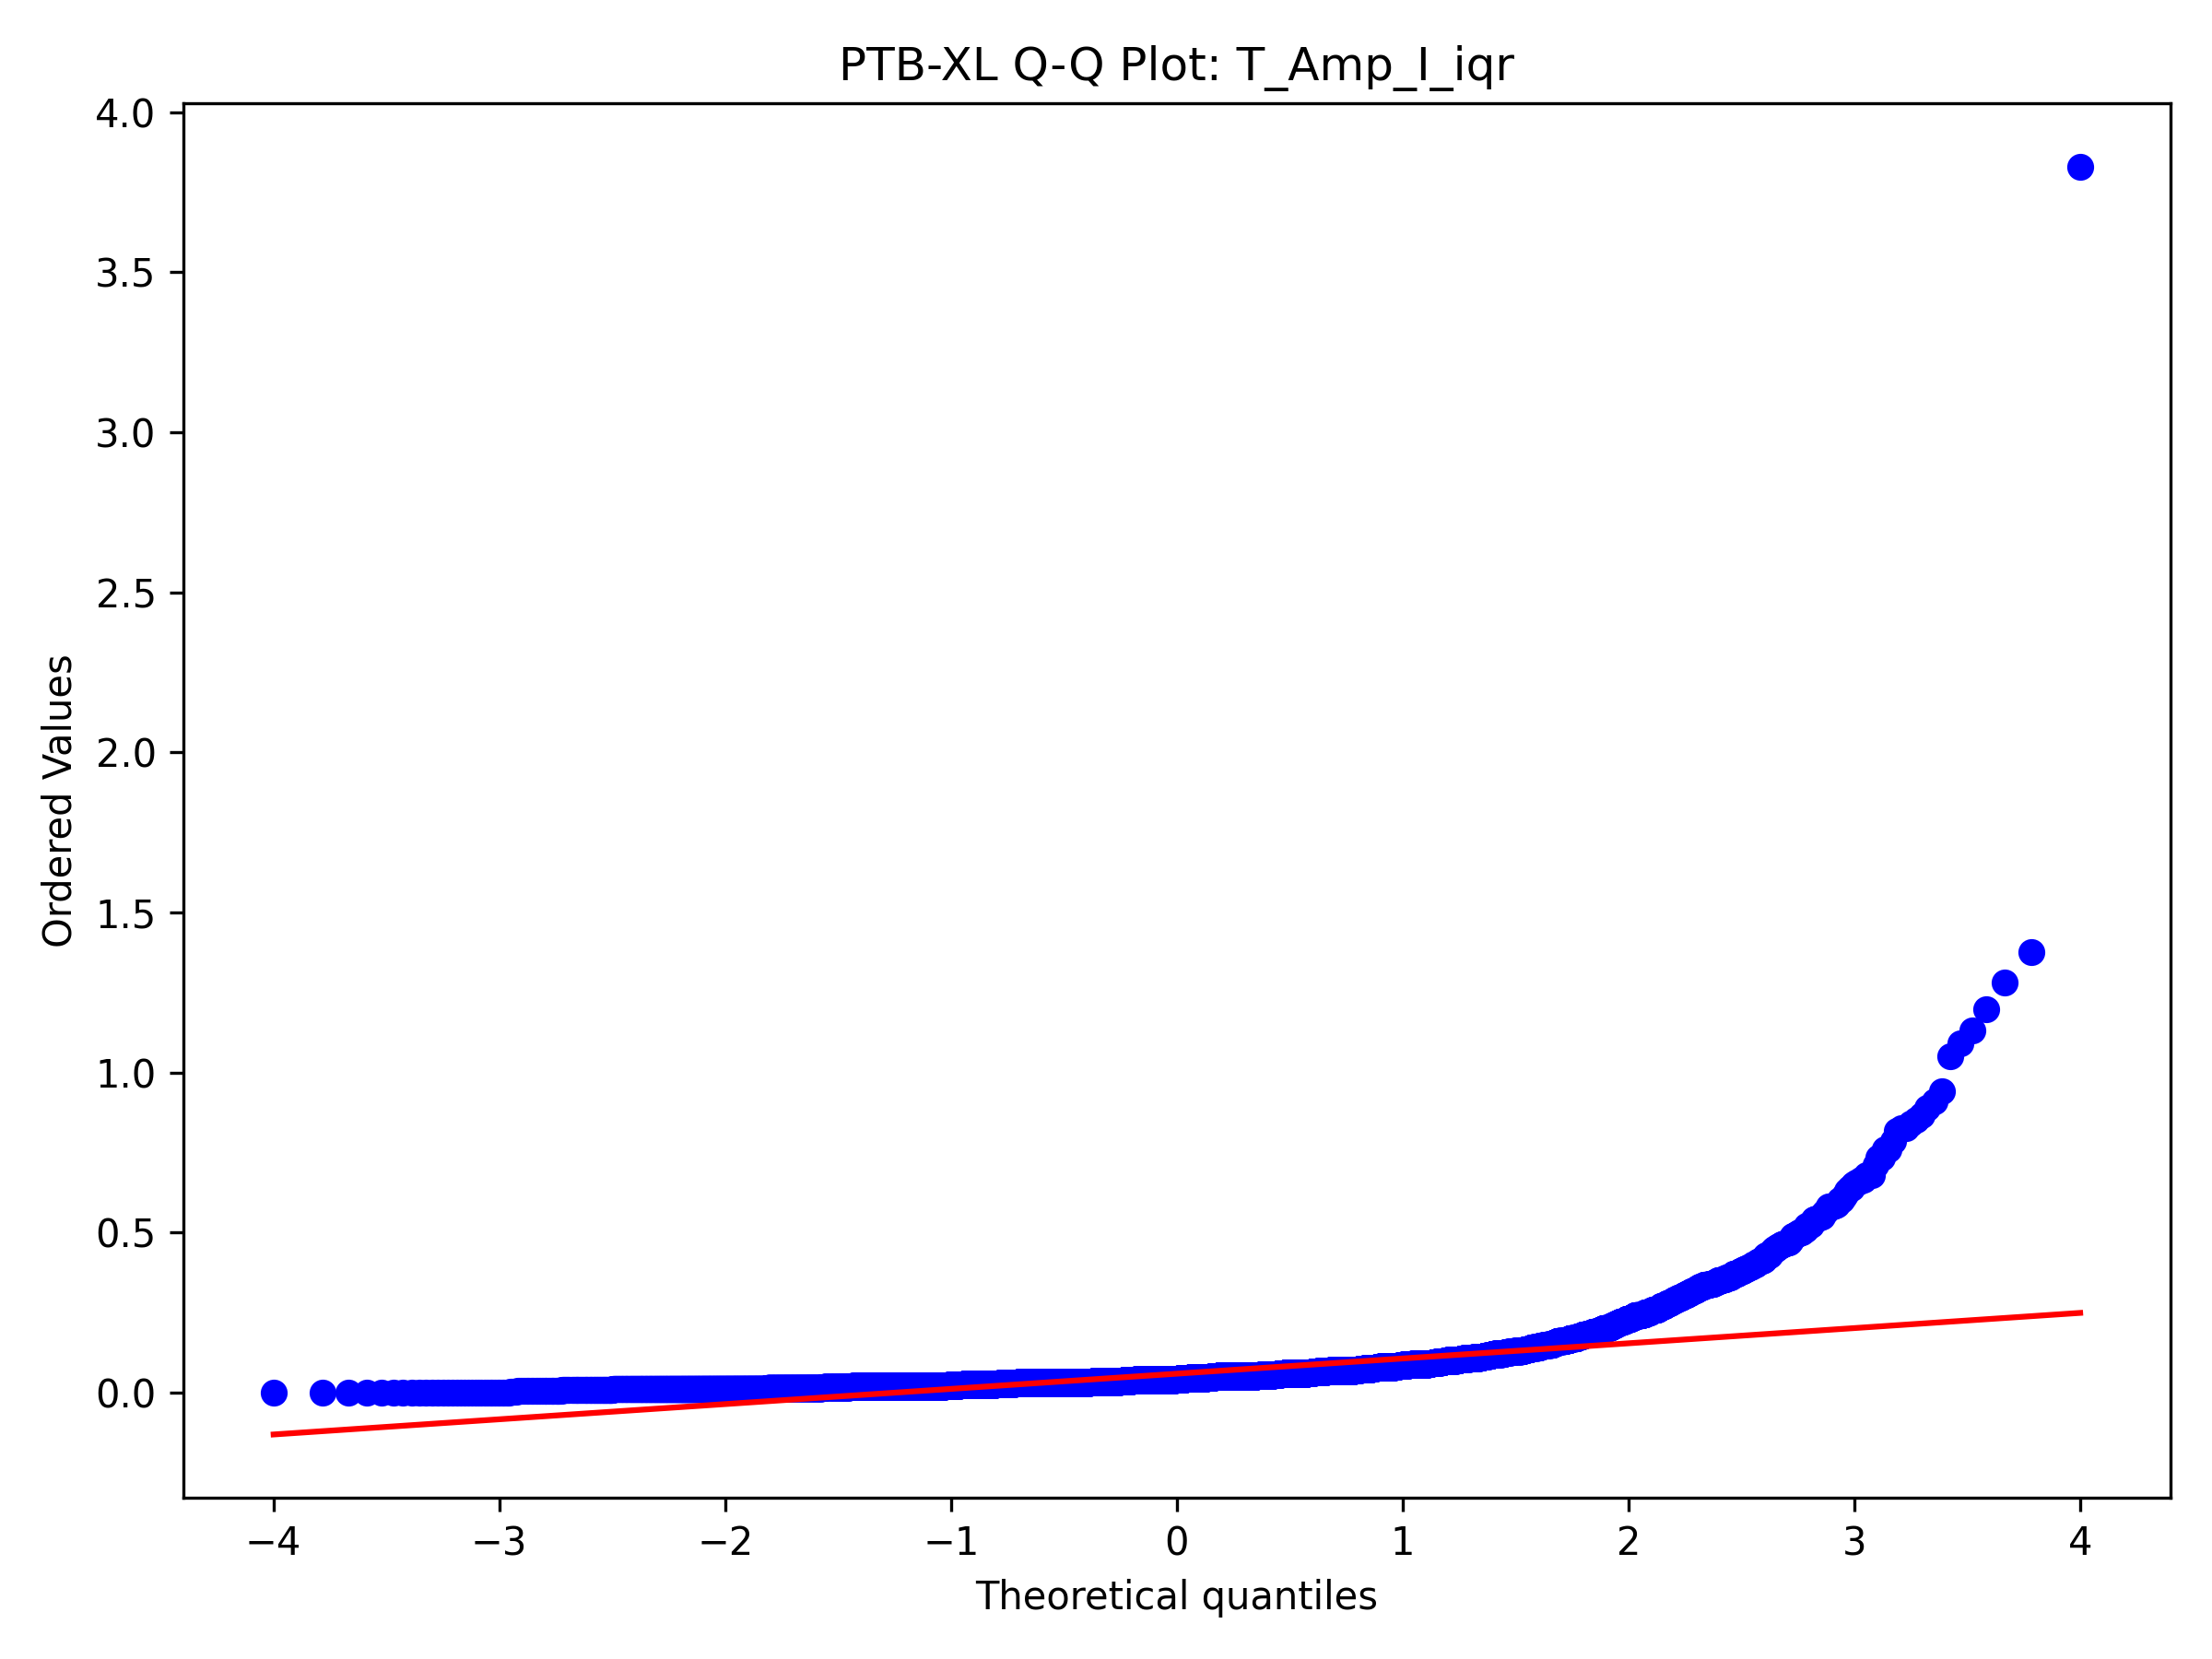 PTB-XL Q-Q Plot: T_Amp_I_iqr
4.0
3.5
3.0
2.5
2.0
1.5
1.0
0.5
0.0
Ordered Values
−4 −3 −2 −1 0 1 2 3 4
Theoretical quantiles